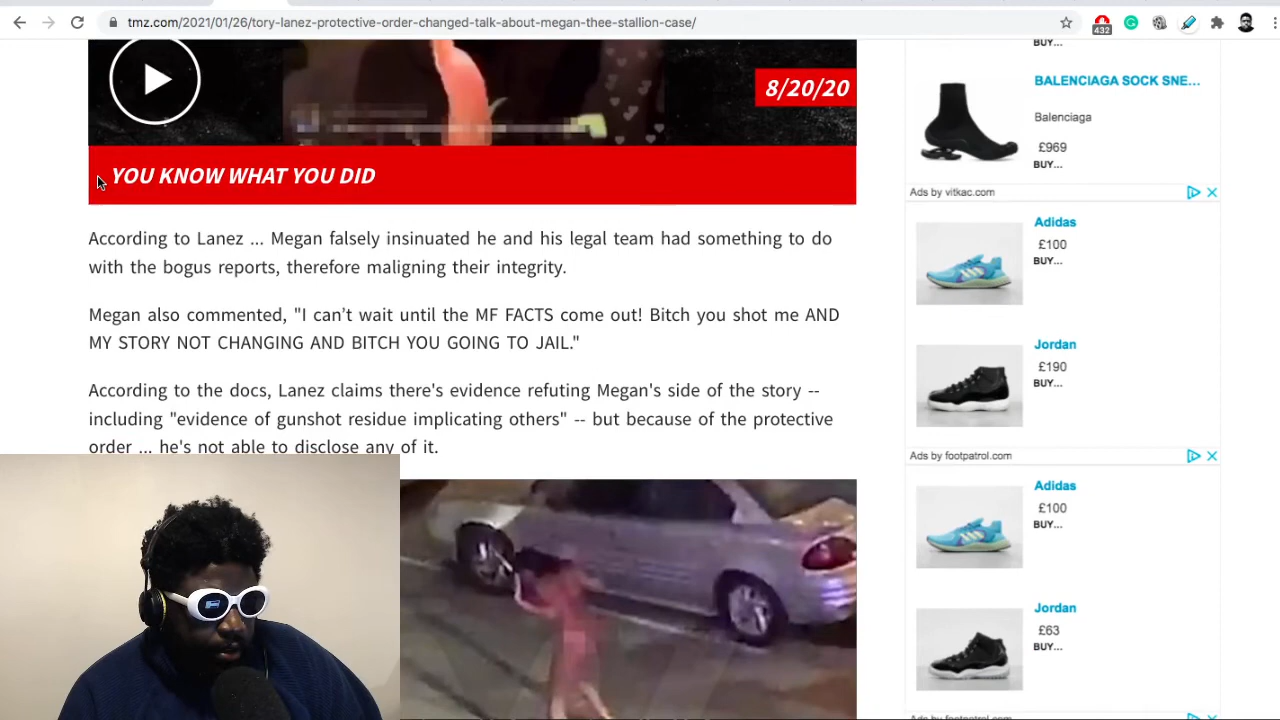 tmz.com/2021/01/26/tory-lanez-protective-order-changed-talk-about-megan-thee-stallion-case/
432
8/20/20
YOU KNOW WHAT YOU DID
According to Lanez ... Megan falsely insinuated he and his legal team had something to do
with the bogus reports, therefore maligning their integrity.
Megan also commented, "I can't wait until the MF FACTS come out! Bitch you shot me AND
MY STORY NOT CHANGING AND BITCH YOU GOING TO JAIL."
According to the docs, Lanez claims there's evidence refuting Megan's side of the story --
including "evidence of gunshot residue implicating others" -- but because of the protective
order ... he's not able to disclose any of it.
BUY...
BALENCIAGA SOCK SNE...
Balenciaga
£969
BUY...
Ads by vitkac.com
Adidas
£100
BUY...
Jordan
£190
BUY...
Ads by footpatrol.com
Adidas
£100
BUY...
Jordan
£63
BUY...